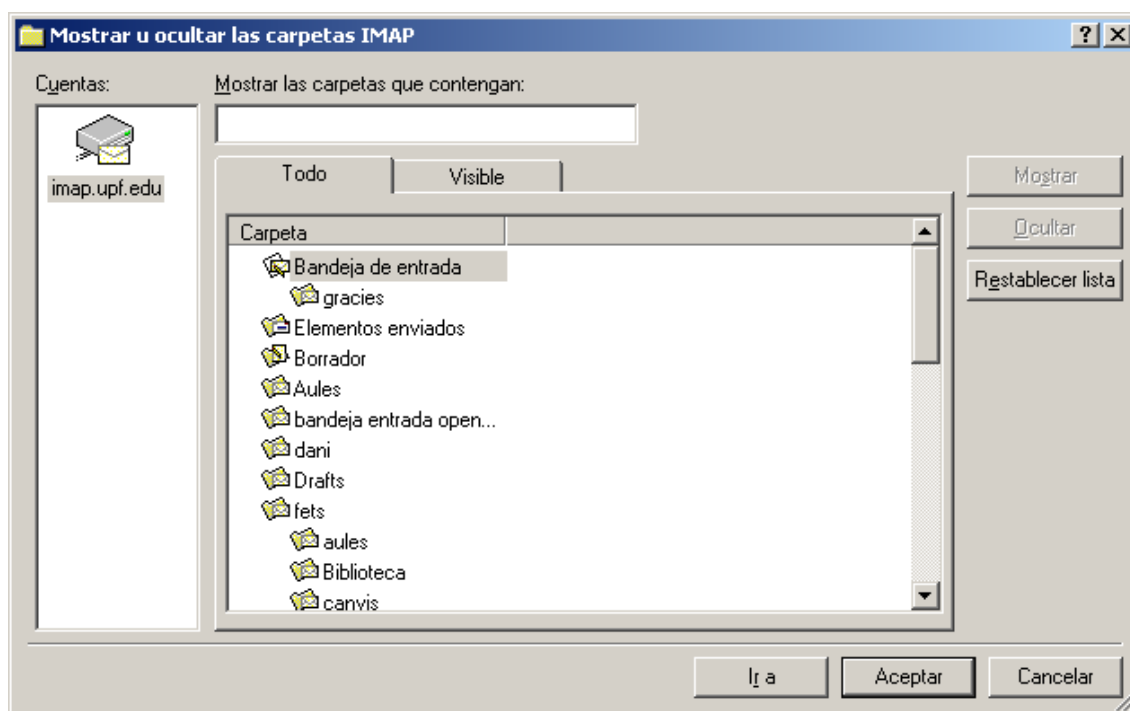 Mostrar u ocultar las carpetas IMAP
Cuentas:
Mostrar las carpetas que contengan:
imap.upf.edu
Todo
Visible
Mostrar
Ocultar
Restablecer lista
Carpeta
Bandeja de entrada
gracies
Elementos enviados
Borrador
Aules
bandeja entrada open...
dani
Drafts
fets
aules
Biblioteca
canvis
Ir a
Aceptar
Cancelar